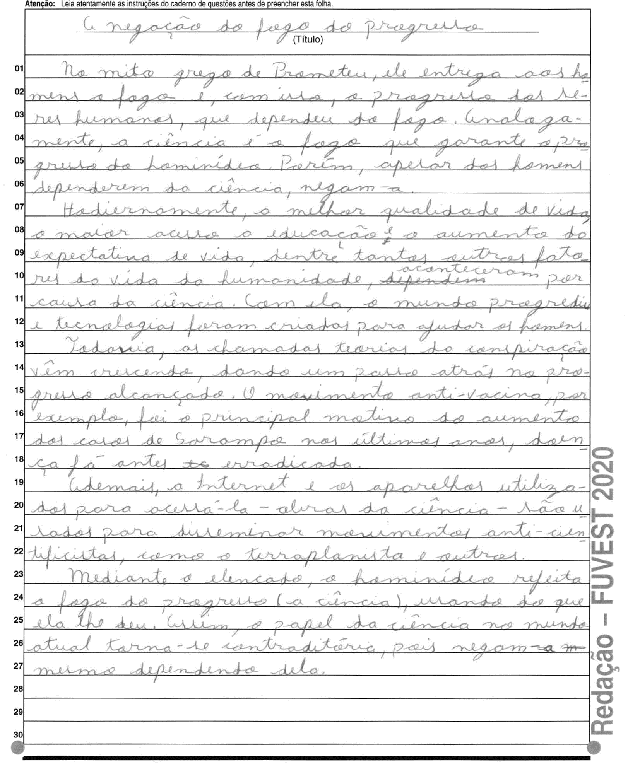 Atenção: Leia atentamente as instruções do caderno de questões antes de preencher esta folha.
A negação do fogo do progresso
(Título)
01 No mito grego de Prometeu, ele entrega aos ho
02 mens o fogo e, com isso, o progresso dos se-
03 res humanos, que dependeu do fogo. Analoga-
04 mente, a ciência é o fogo que garante o pro
05 gresso do hominídeo. Porém, apesar dos homens
06 dependerem da ciência, negam-a.
07 Hodiernamente, a melhor qualidade de vida,
08 o maior acesso a educação e o aumento da
09 expectativa de vida, dentre tantos outros fato
10 res da vida da humanidade, dependem aconteceram por
11 causa da ciência. Com ela, o mundo progrediu
12 e tecnologias foram criadas para ajudar os homens.
13 Todavia, as chamadas teorias da conspiração
14 vêm crescendo, dando um passo atrás no pro-
15 gresso alcançado. O movimento anti-vacina, por
16 exemplo, foi o principal motivo do aumento
17 dos casos de Sarampo nos últimos anos, doen
18 ça já antes erradicada.
19 Ademais, a Internet e os aparelhos utiliza-
20 dos para acessá-la - obras da ciência - são u
21 sados para disseminar movimentos anti-cien
22 tificistas, como o terraplanista e outros.
23 Mediante o elencado, o hominídeo rejeita
24 o fogo do progresso (a ciência), usando do que
25 ela lhe deu. Assim, o papel da ciência no mundo
26 atual torna-se contraditório, pois negam-a m
27 mesmo dependendo dela.
28
29
30
Redação – FUVEST 2020